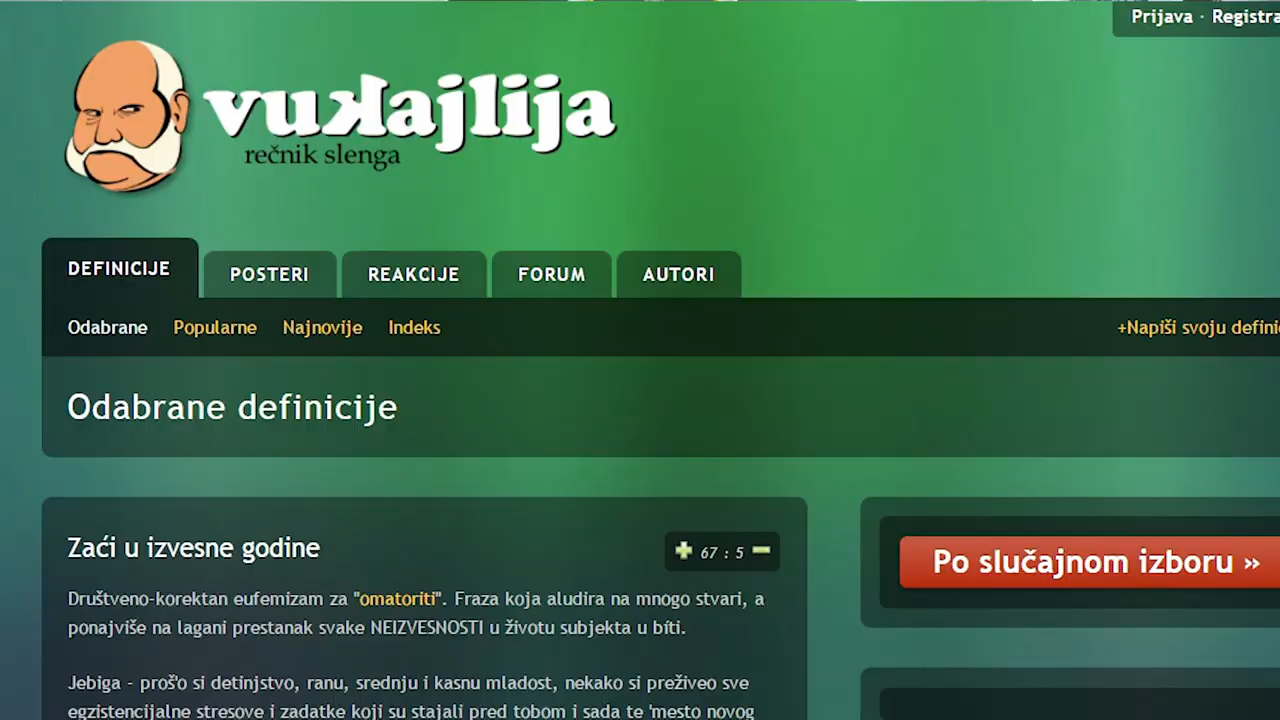 Prijava · Registra
vukajlija
rečnik slenga
DEFINICIJE POSTERI REAKCIJE FORUM AUTORI
Odabrane Popularne Najnovije Indeks +Napiši svoju defini
Odabrane definicije
Zaći u izvesne godine
67 : 5
Društveno-korektan eufemizam za "omatoriti". Fraza koja aludira na mnogo stvari, a
ponajviše na lagani prestanak svake NEIZVESNOSTI u životu subjekta u biti.
Jebiga - proš'o si detinjstvo, ranu, srednju i kasnu mladost, nekako si preživeo sve
egzistencijalne stresove i zadatke koji su stajali pred tobom i sada te 'mesto novog
Po slučajnom izboru »